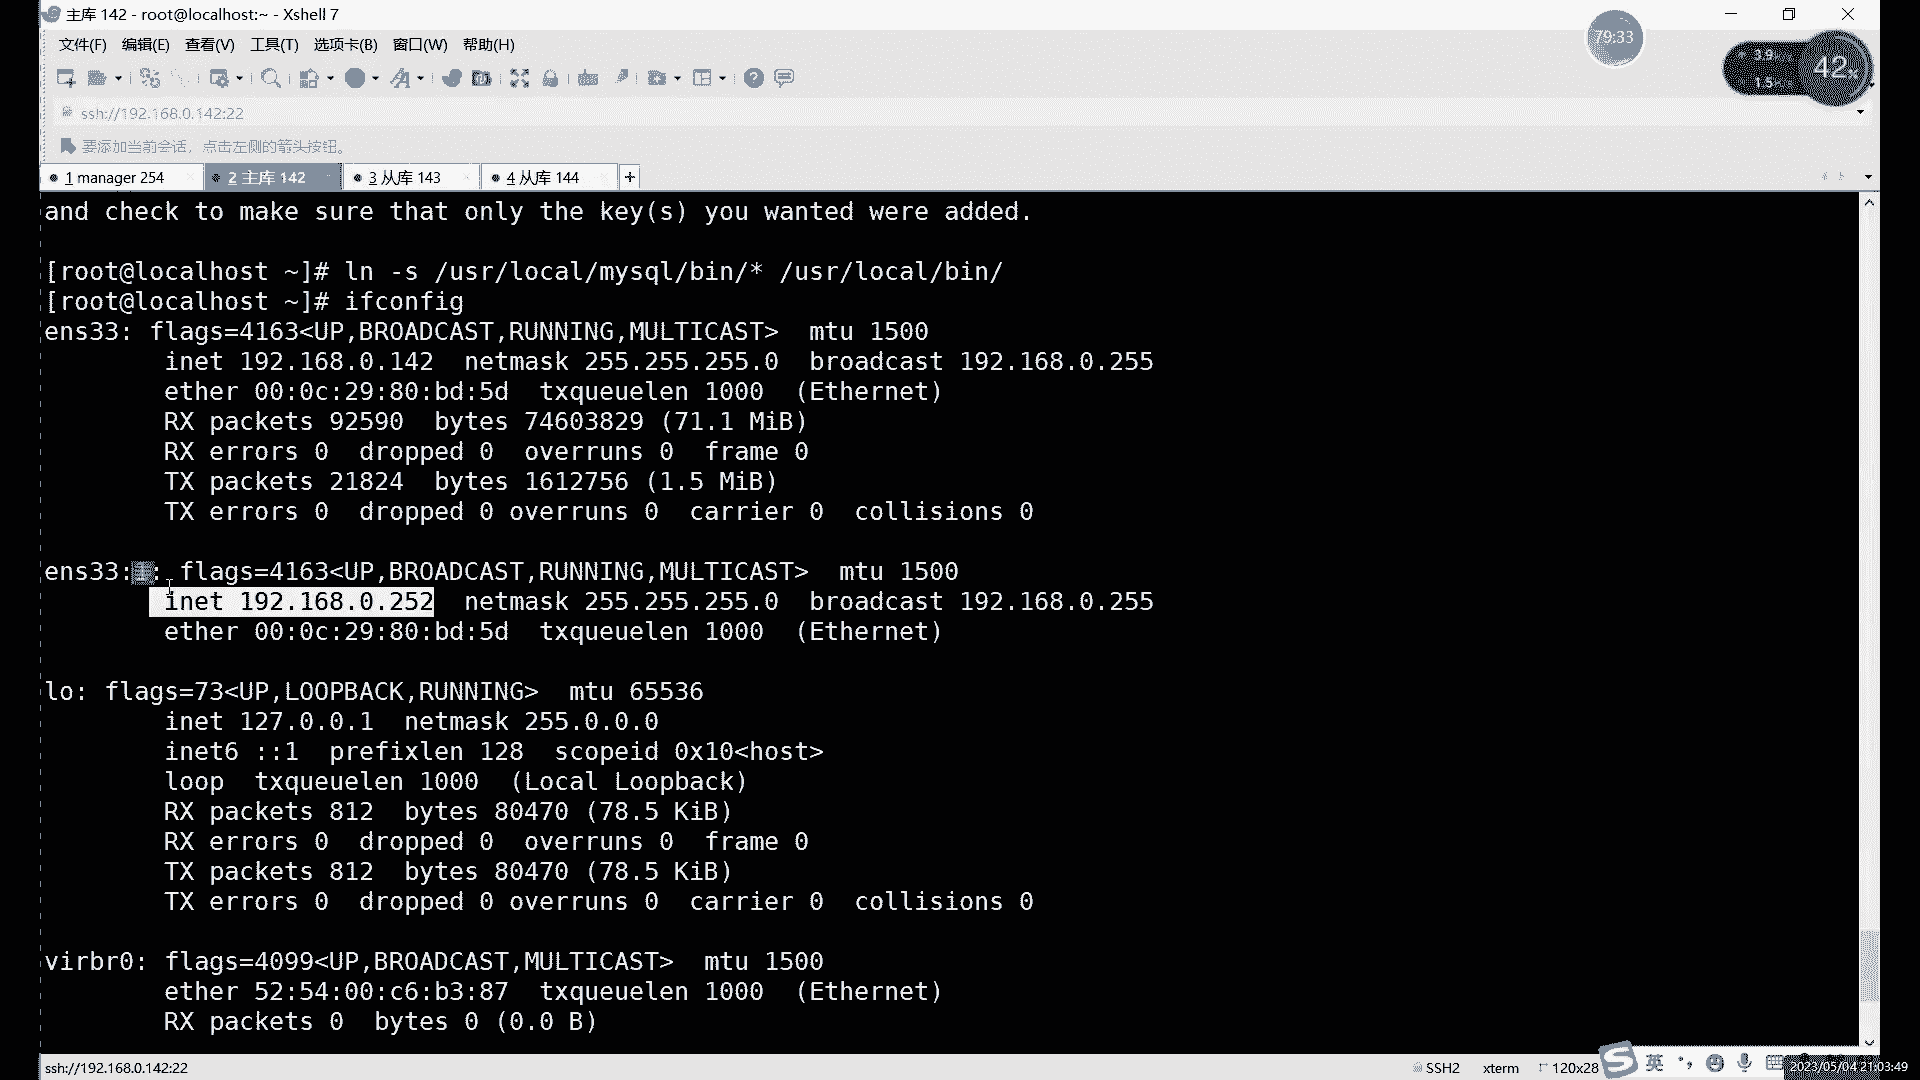 主库 142 - root@localhost:~ - Xshell 7
文件(F) 编辑(E) 查看(V) 工具(T) 选项卡(B) 窗口(W) 帮助(H)
79:33
42%
ssh://192.168.0.142:22
要添加当前会话，点击左侧的箭头按钮。
1 manager 254 2 主库 142 3 从库 143 4 从库 144 +
and check to make sure that only the key(s) you wanted were added.
[root@localhost ~]# ln -s /usr/local/mysql/bin/* /usr/local/bin/
[root@localhost ~]# ifconfig
ens33: flags=4163<UP,BROADCAST,RUNNING,MULTICAST>  mtu 1500
inet 192.168.0.142  netmask 255.255.255.0  broadcast 192.168.0.255
ether 00:0c:29:80:bd:5d  txqueuelen 1000  (Ethernet)
RX packets 92590  bytes 74603829 (71.1 MiB)
RX errors 0  dropped 0  overruns 0  frame 0
TX packets 21824  bytes 1612756 (1.5 MiB)
TX errors 0  dropped 0 overruns 0  carrier 0  collisions 0
ens33:1: flags=4163<UP,BROADCAST,RUNNING,MULTICAST>  mtu 1500
inet 192.168.0.252  netmask 255.255.255.0  broadcast 192.168.0.255
ether 00:0c:29:80:bd:5d  txqueuelen 1000  (Ethernet)
lo: flags=73<UP,LOOPBACK,RUNNING>  mtu 65536
inet 127.0.0.1  netmask 255.0.0.0
inet6 ::1  prefixlen 128  scopeid 0x10<host>
loop  txqueuelen 1000  (Local Loopback)
RX packets 812  bytes 80470 (78.5 KiB)
RX errors 0  dropped 0  overruns 0  frame 0
TX packets 812  bytes 80470 (78.5 KiB)
TX errors 0  dropped 0 overruns 0  carrier 0  collisions 0
virbr0: flags=4099<UP,BROADCAST,MULTICAST>  mtu 1500
ether 52:54:00:c6:b3:87  txqueuelen 1000  (Ethernet)
RX packets 0  bytes 0 (0.0 B)
ssh://192.168.0.142:22 SSH2 xterm 120x28 英 2023/05/04 21:03:49